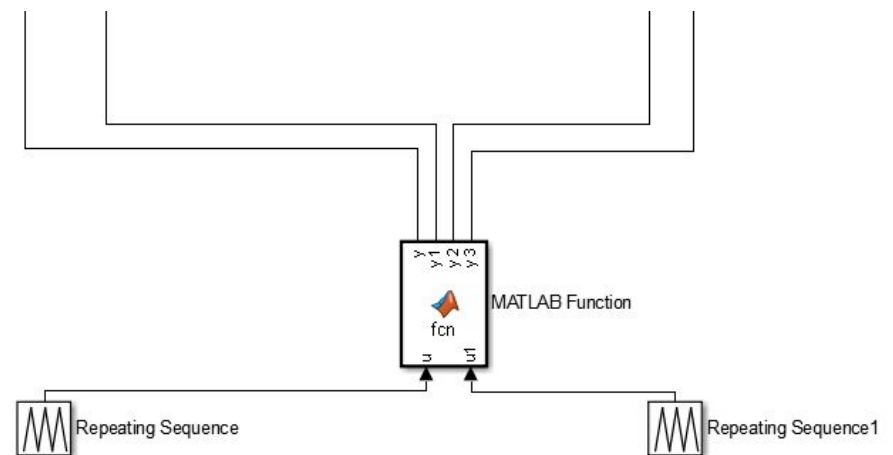 y
y1
y2
y3
MATLAB Function
fcn
u
u1
Repeating Sequence
Repeating Sequence1